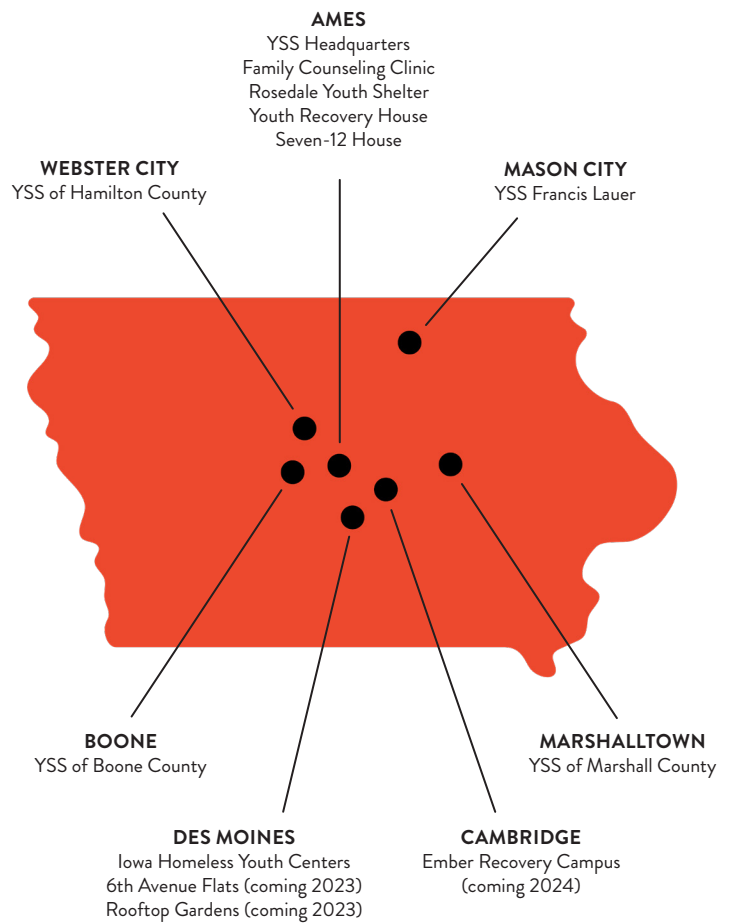 AMES
YSS Headquarters
Family Counseling Clinic
Rosedale Youth Shelter
Youth Recovery House
Seven-12 House
WEBSTER CITY
YSS of Hamilton County
MASON CITY
YSS Francis Lauer
BOONE
YSS of Boone County
MARSHALLTOWN
YSS of Marshall County
DES MOINES
Iowa Homeless Youth Centers
6th Avenue Flats (coming 2023)
Rooftop Gardens (coming 2023)
CAMBRIDGE
Ember Recovery Campus
(coming 2024)